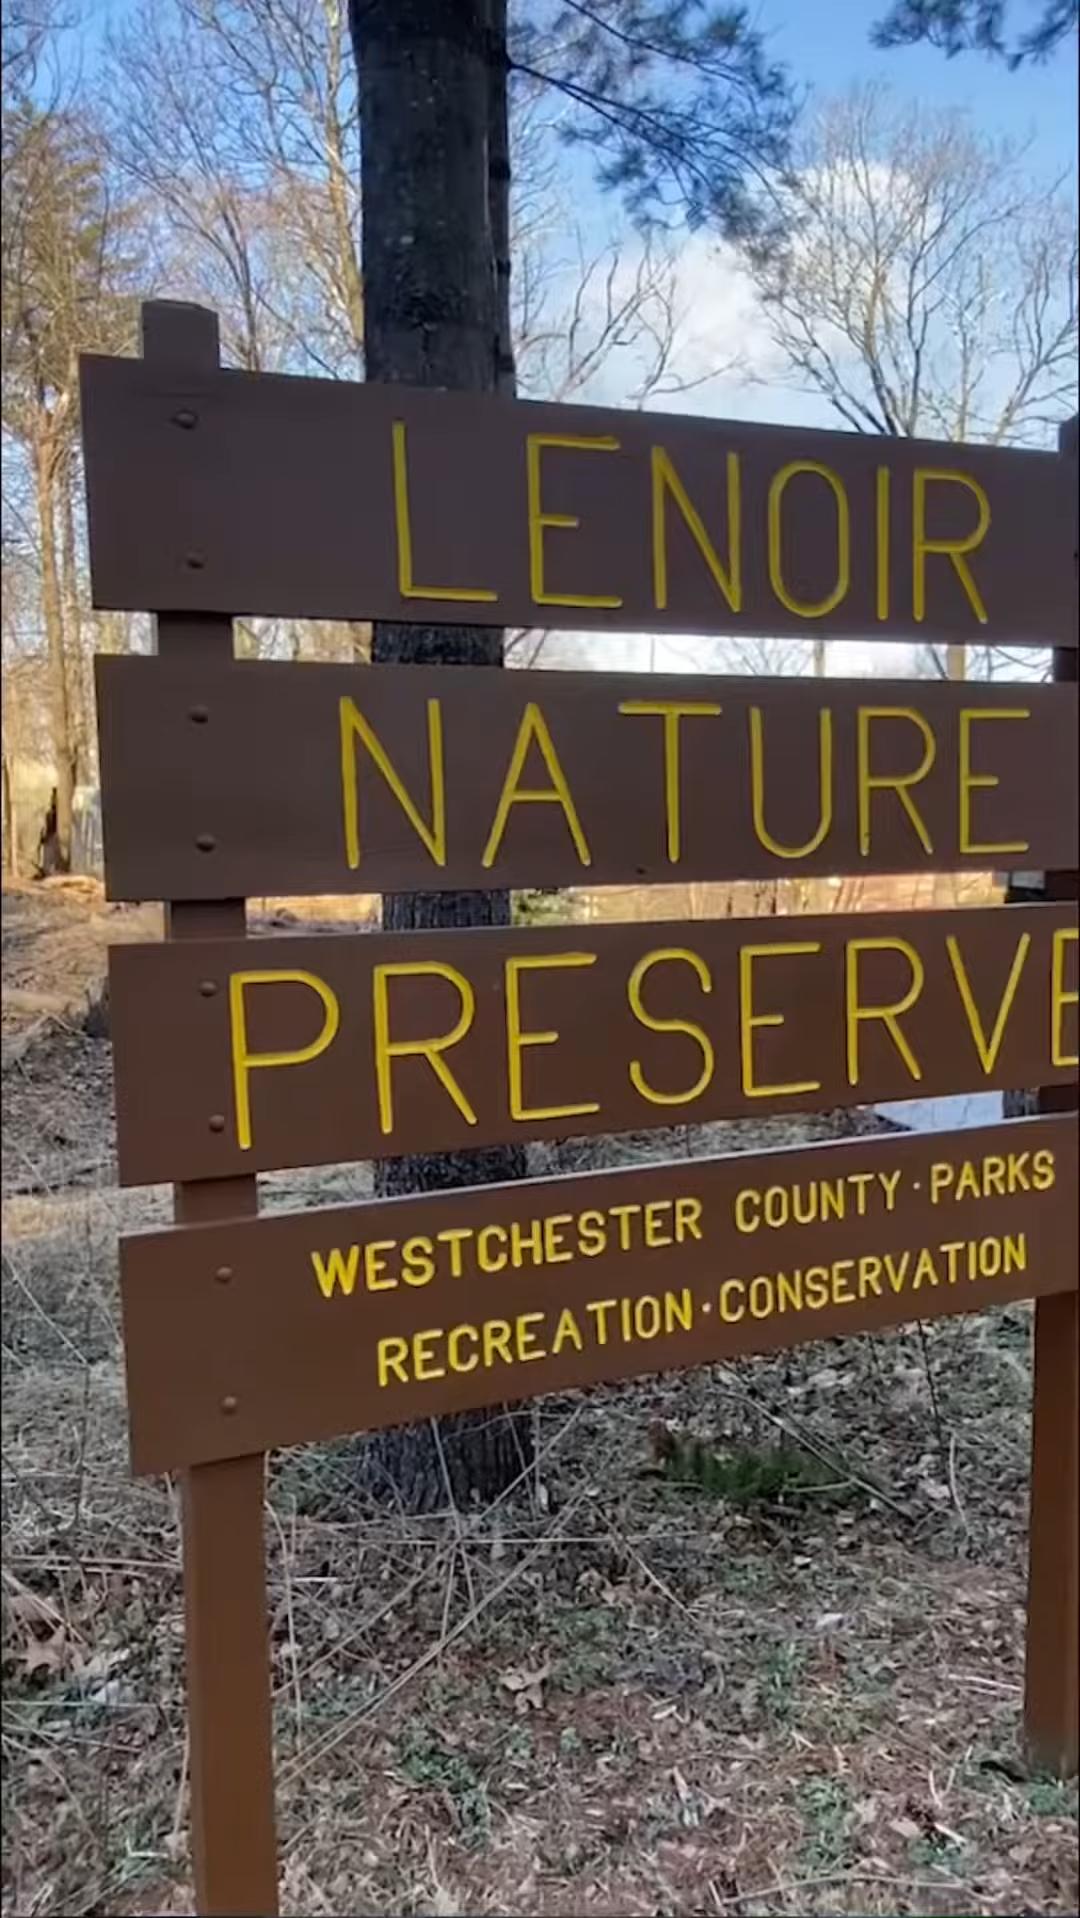 LENOIR
NATURE
PRESERVE
WESTCHESTER COUNTY · PARKS
RECREATION · CONSERVATION